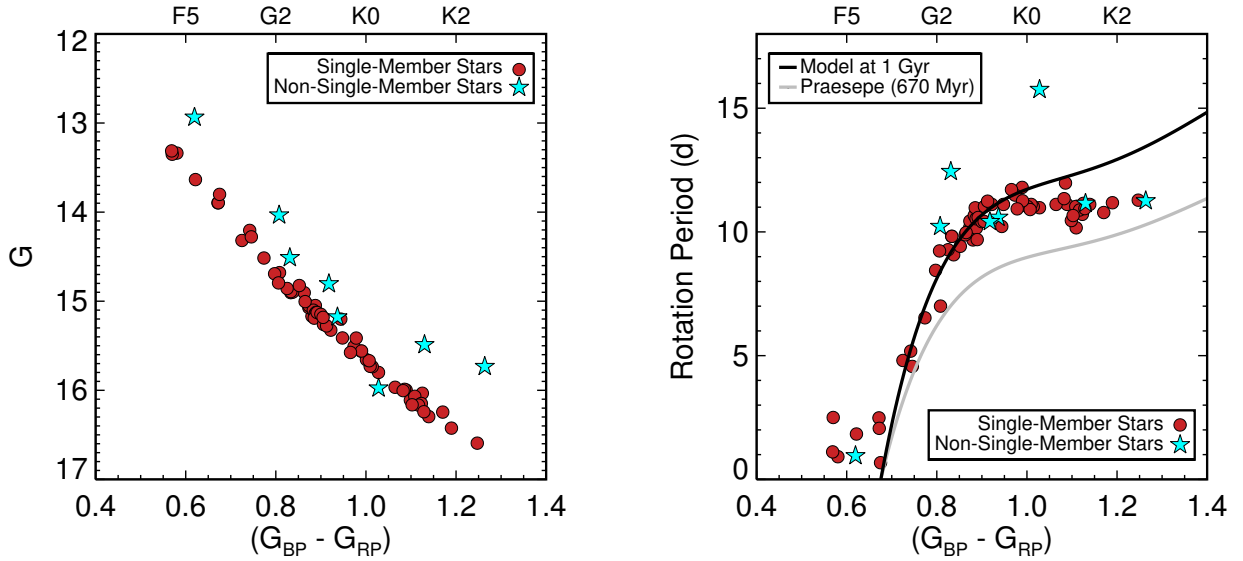 F5 G2 K0 K2
12
13
14
15
16
17
G
Single-Member Stars
Non-Single-Member Stars
0.4 0.6 0.8 1.0 1.2 1.4
(G_BP - G_RP)
F5 G2 K0 K2
15
10
5
0
Rotation Period (d)
Model at 1 Gyr
Praesepe (670 Myr)
Single-Member Stars
Non-Single-Member Stars
0.4 0.6 0.8 1.0 1.2 1.4
(G_BP - G_RP)